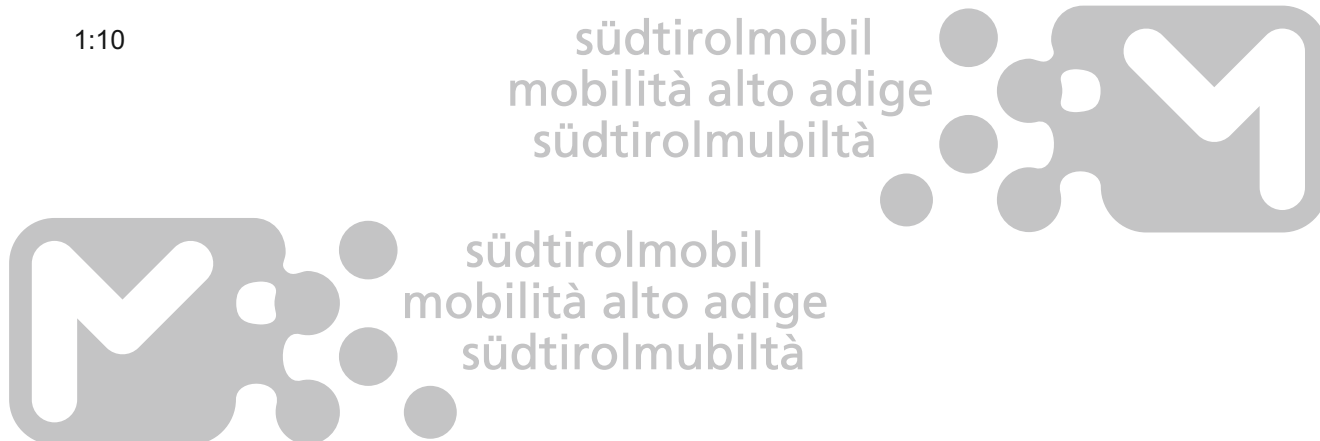 1:10
südtirolmobil
mobilità alto adige
südtirolmubiltà
südtirolmobil
mobilità alto adige
südtirolmubiltà